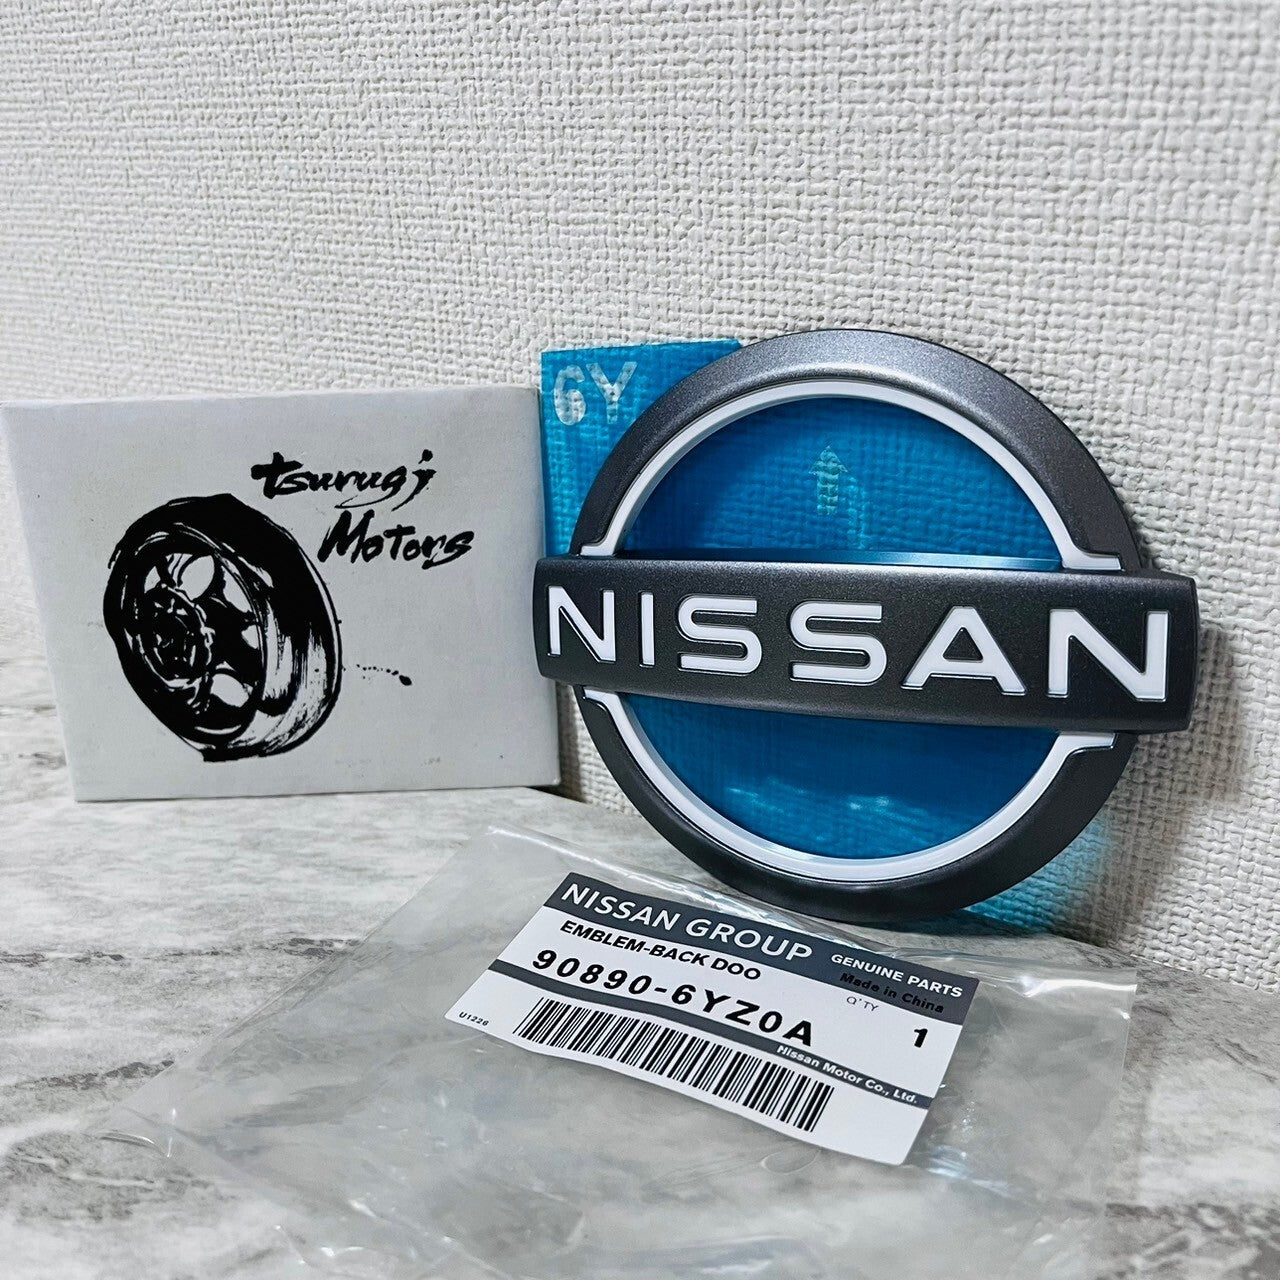 tsurugi
Motors
6Y
NISSAN
NISSAN GROUP
GENUINE PARTS
EMBLEM-BACK DOO
Made in China
90890-6YZ0A
Q'TY
1
U1226
Nissan Motor Co., Ltd.